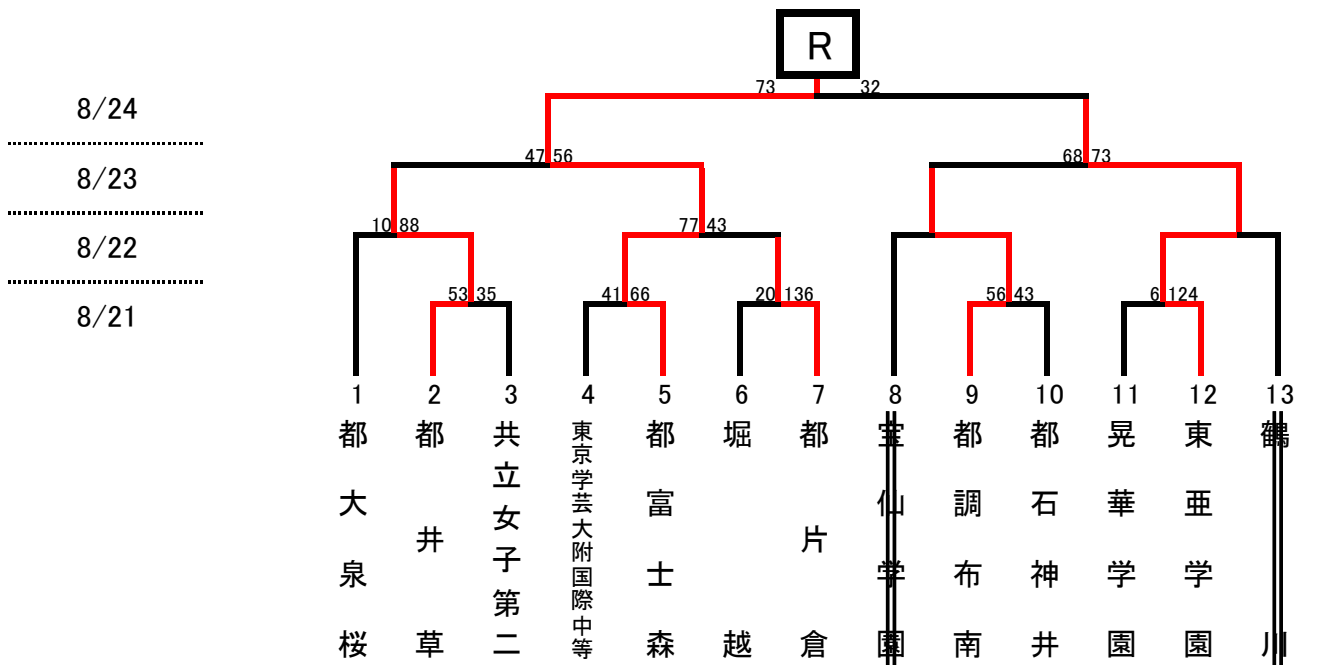 R
73 32
8/24
47 56 68 73
8/23
10 88 77 43
8/22
53 35 41 66 20 136 56 43 6 124
8/21
1 2 3 4 5 6 7 8 9 10 11 12 13
都大泉桜
都井草
共立女子第二
東京学芸大附国際中等
都富士森
堀越
都片倉
宝仙学園
都調布南
都石神井
晃華学園
東亜学園
鶴川